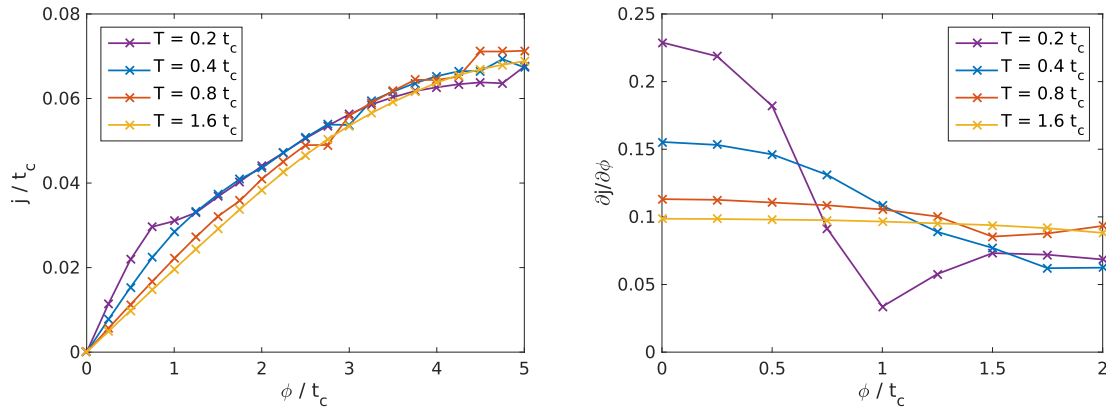 0.08
0.06
0.04
0.02
0
0 1 2 3 4 5
j / t_c
ϕ / t_c
T = 0.2 t_c
T = 0.4 t_c
T = 0.8 t_c
T = 1.6 t_c
0.25
0.2
0.15
0.1
0.05
0
0 0.5 1 1.5 2
∂j/∂ϕ
ϕ / t_c
T = 0.2 t_c
T = 0.4 t_c
T = 0.8 t_c
T = 1.6 t_c